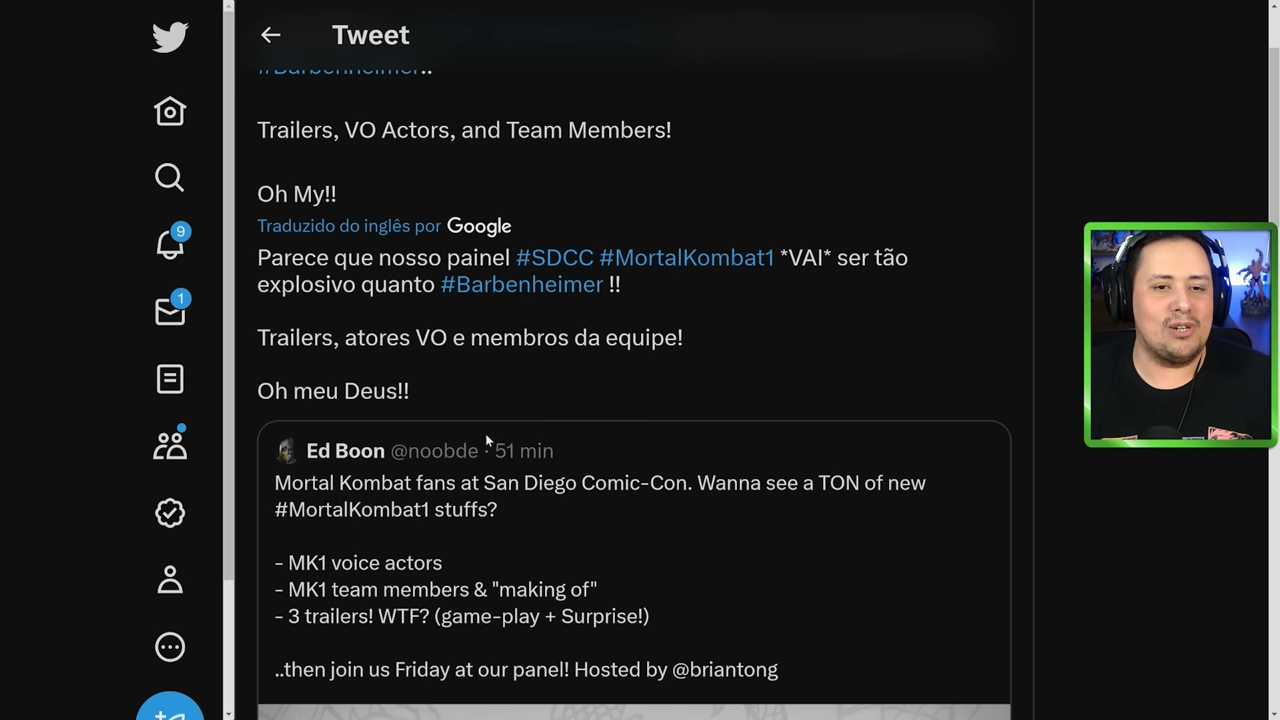 Tweet
#Barbenheimer..
Trailers, VO Actors, and Team Members!
Oh My!!
Traduzido do inglês por Google
Parece que nosso painel #SDCC #MortalKombat1 *VAI* ser tão
explosivo quanto #Barbenheimer !!
Trailers, atores VO e membros da equipe!
Oh meu Deus!!
Ed Boon @noobde · 51 min
Mortal Kombat fans at San Diego Comic-Con. Wanna see a TON of new
#MortalKombat1 stuffs?
- MK1 voice actors
- MK1 team members & "making of"
- 3 trailers! WTF? (game-play + Surprise!)
..then join us Friday at our panel! Hosted by @briantong
9
1